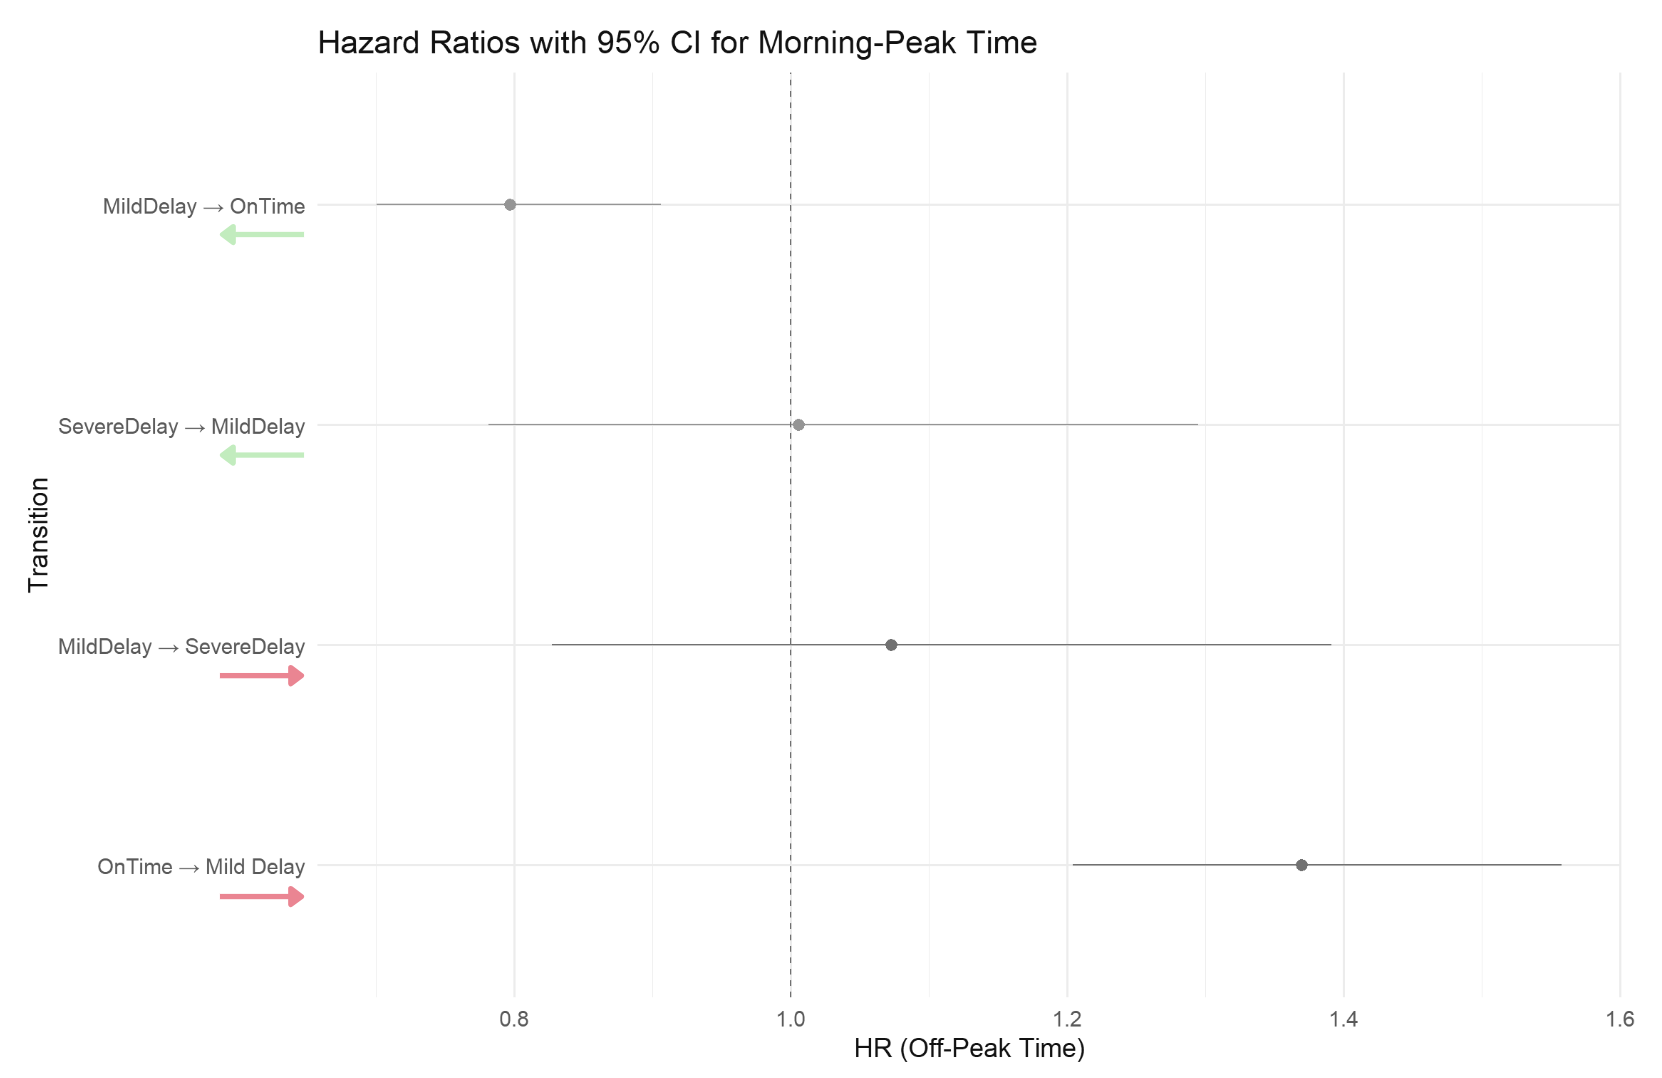 Hazard Ratios with 95% CI for Morning-Peak Time
MildDelay → OnTime
SevereDelay → MildDelay
Transition
MildDelay → SevereDelay
OnTime → Mild Delay
0.8 1.0 1.2 1.4 1.6
HR (Off-Peak Time)